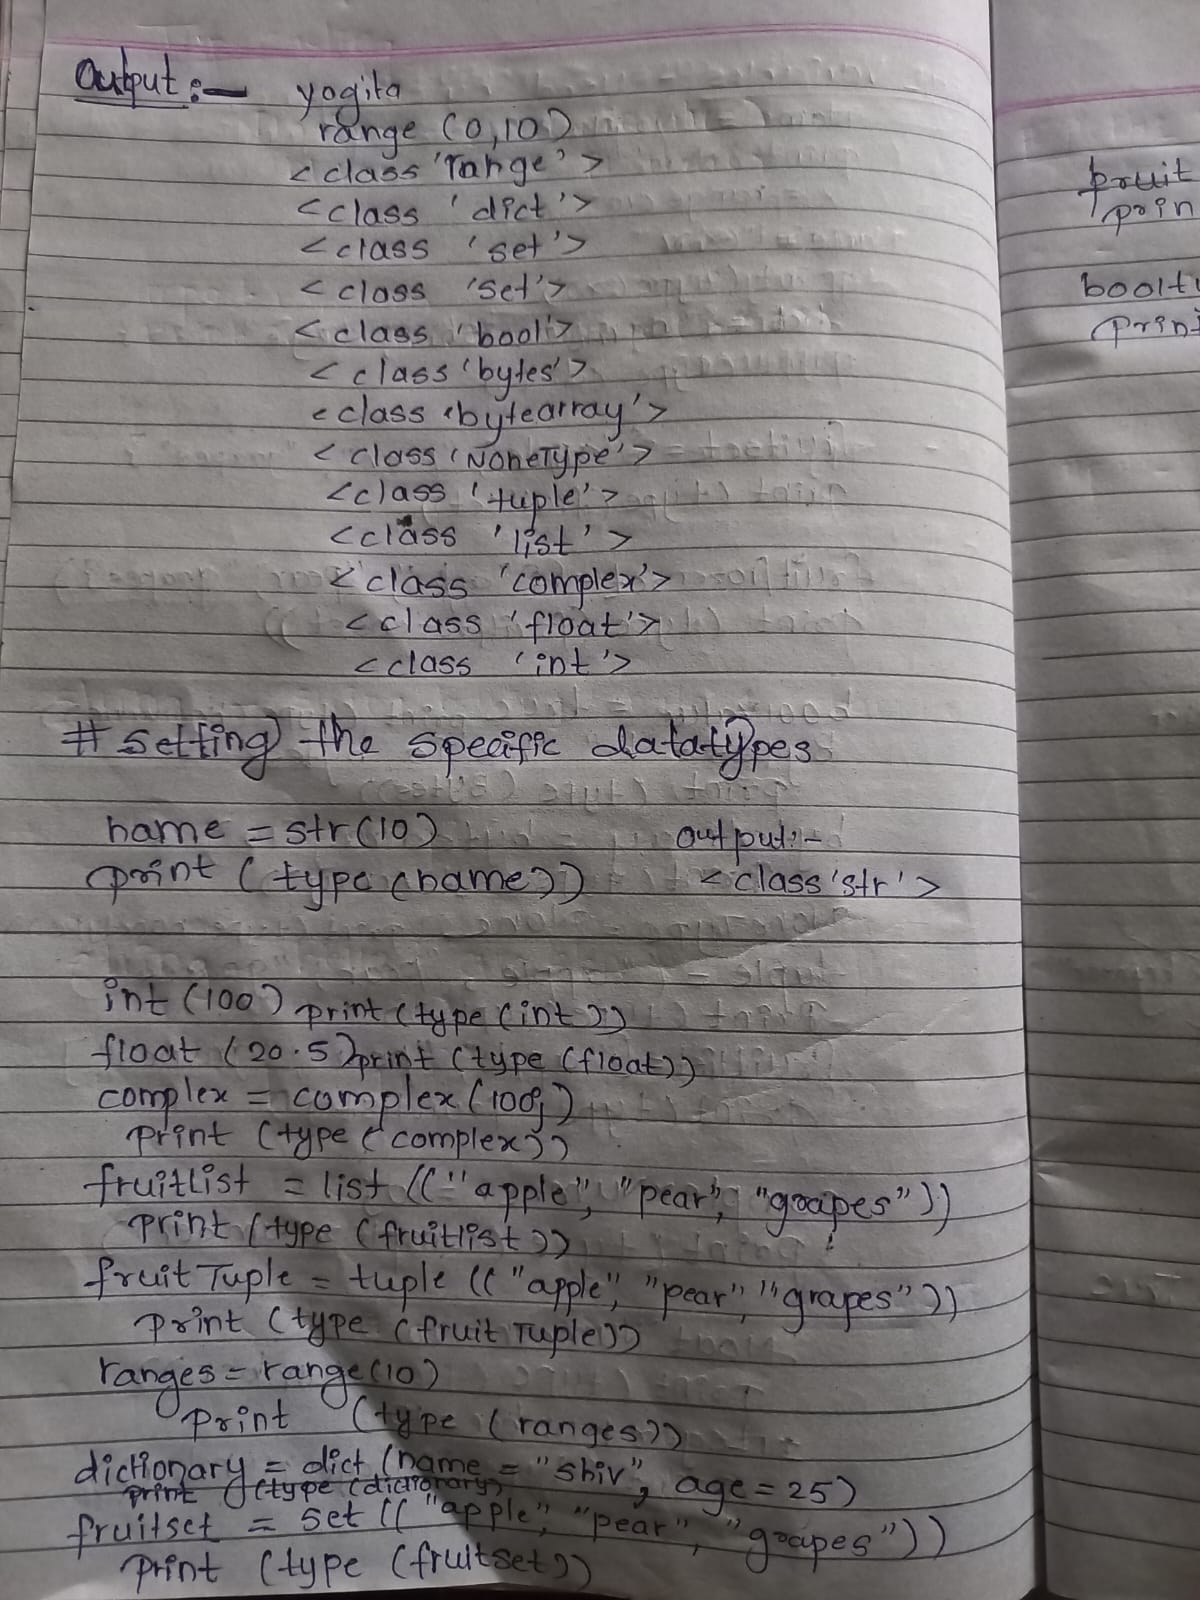 Output :- yogita
range (0,10)
<class 'range'>
<class 'dict'>
<class 'set'>
<class 'set'>
<class 'bool'>
<class 'bytes'>
<class 'bytearray'>
<class 'NoneType'>
<class 'tuple'>
<class 'list'>
<class 'complex'>
<class 'float'>
<class 'int'>
# setting the specific datatypes
name = str(10) output:-
print (type (name)) <class 'str'>
int (100) print (type (int))
float (20.5) print (type (float))
complex = complex (100j)
print (type (complex))
fruitlist = list (("apple", "pear", "grapes"))
print (type (fruitlist))
fruitTuple = tuple (("apple", "pear", "grapes"))
print (type (fruitTuple))
ranges = range(10)
print (type (ranges))
dictionary = dict (name = "shiv", age = 25)
print (type (dictionary))
fruitset = set (("apple", "pear", "grapes"))
print (type (fruitset))
fruit
prin
boolt
print